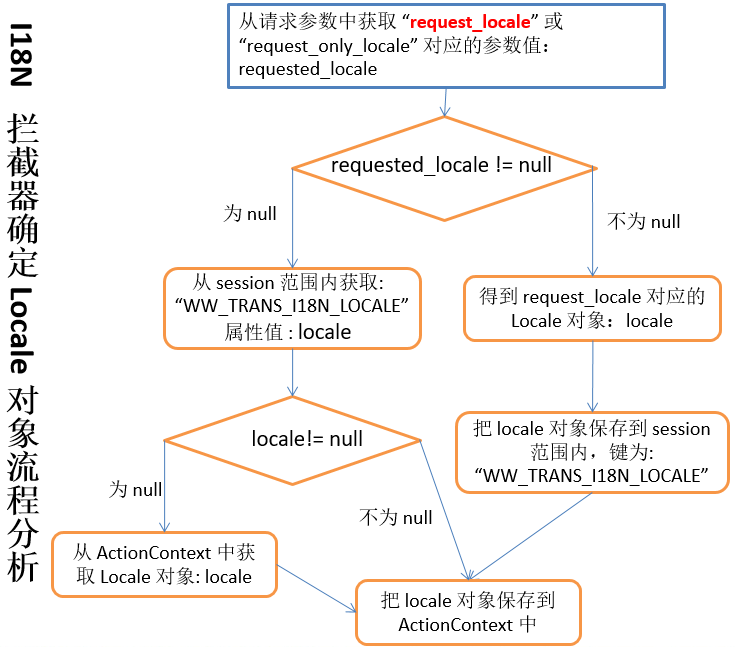 I18N 拦截器确定 Locale 对象流程分析
从请求参数中获取 “request_locale” 或
“request_only_locale” 对应的参数值：
requested_locale
requested_locale != null
为 null
不为 null
从 session 范围内获取:
“WW_TRANS_I18N_LOCALE”
属性值 : locale
得到 request_locale 对应的
Locale 对象：locale
locale!= null
把 locale 对象保存到 session
范围内，键为:
“WW_TRANS_I18N_LOCALE”
为 null
不为 null
从 ActionContext 中获
取 Locale 对象: locale
把 locale 对象保存到
ActionContext 中